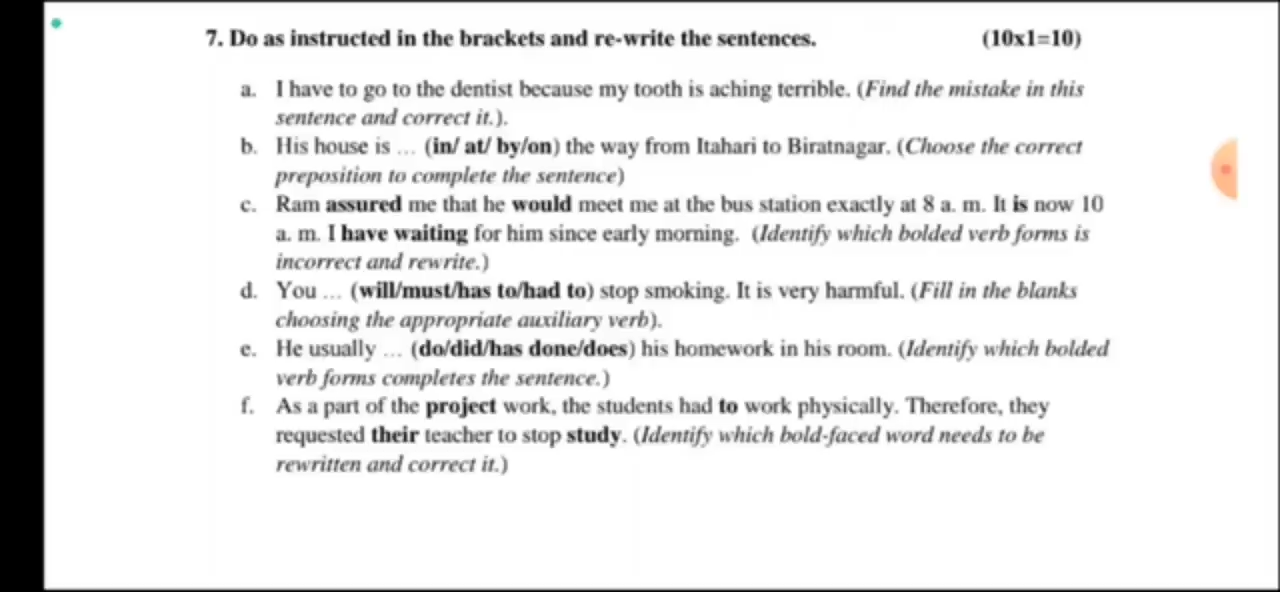 7. Do as instructed in the brackets and re-write the sentences. (10x1=10)
a. I have to go to the dentist because my tooth is aching terrible. (Find the mistake in this
sentence and correct it.).
b. His house is ... (in/ at/ by/on) the way from Itahari to Biratnagar. (Choose the correct
preposition to complete the sentence)
c. Ram assured me that he would meet me at the bus station exactly at 8 a. m. It is now 10
a. m. I have waiting for him since early morning. (Identify which bolded verb forms is
incorrect and rewrite.)
d. You ... (will/must/has to/had to) stop smoking. It is very harmful. (Fill in the blanks
choosing the appropriate auxiliary verb).
e. He usually ... (do/did/has done/does) his homework in his room. (Identify which bolded
verb forms completes the sentence.)
f. As a part of the project work, the students had to work physically. Therefore, they
requested their teacher to stop study. (Identify which bold-faced word needs to be
rewritten and correct it.)